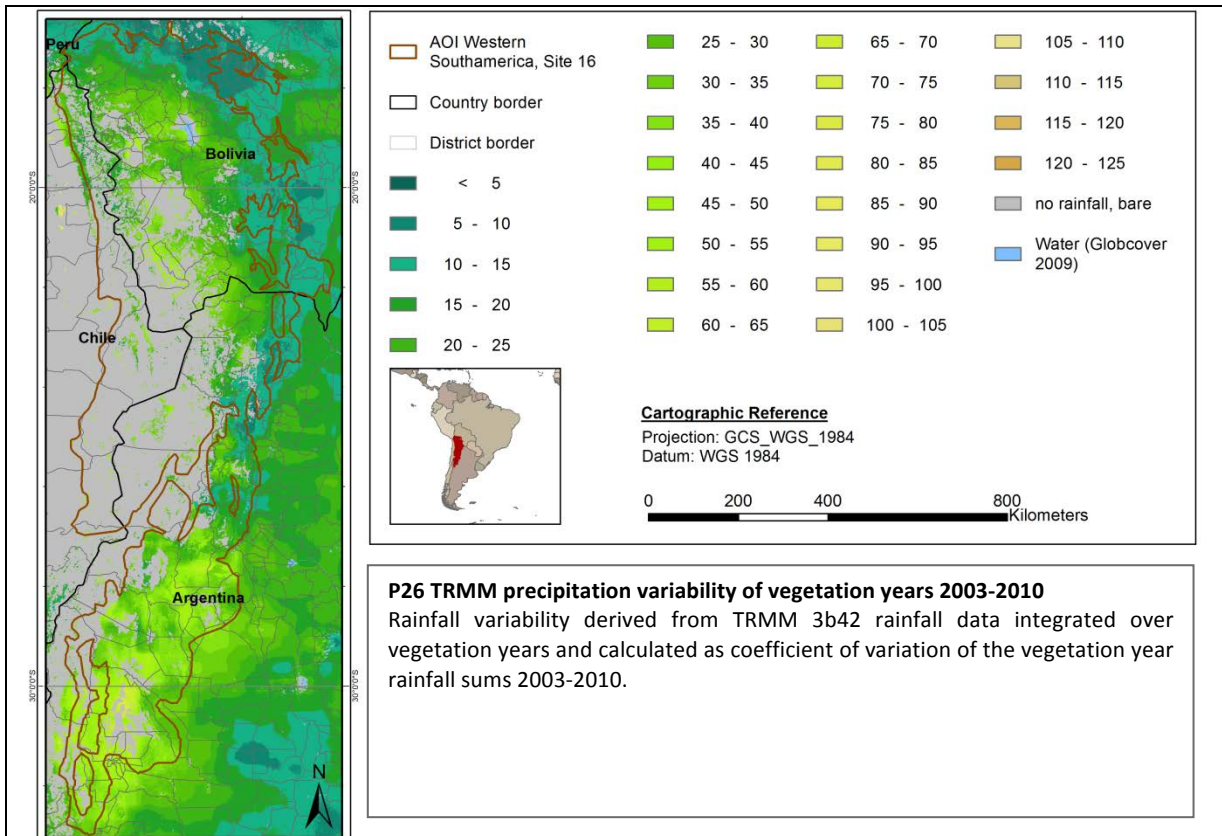 Peru
Bolivia
Chile
Argentina
20°0'0"S
20°0'0"S
30°0'0"S
30°0'0"S
N
AOI Western
Southamerica, Site 16
Country border
District border
< 5
5 - 10
10 - 15
15 - 20
20 - 25
25 - 30
30 - 35
35 - 40
40 - 45
45 - 50
50 - 55
55 - 60
60 - 65
65 - 70
70 - 75
75 - 80
80 - 85
85 - 90
90 - 95
95 - 100
100 - 105
105 - 110
110 - 115
115 - 120
120 - 125
no rainfall, bare
Water (Globcover
2009)
Cartographic Reference
Projection: GCS_WGS_1984
Datum: WGS 1984
0 200 400 800
Kilometers
P26 TRMM precipitation variability of vegetation years 2003-2010
Rainfall variability derived from TRMM 3b42 rainfall data integrated over
vegetation years and calculated as coefficient of variation of the vegetation year
rainfall sums 2003-2010.